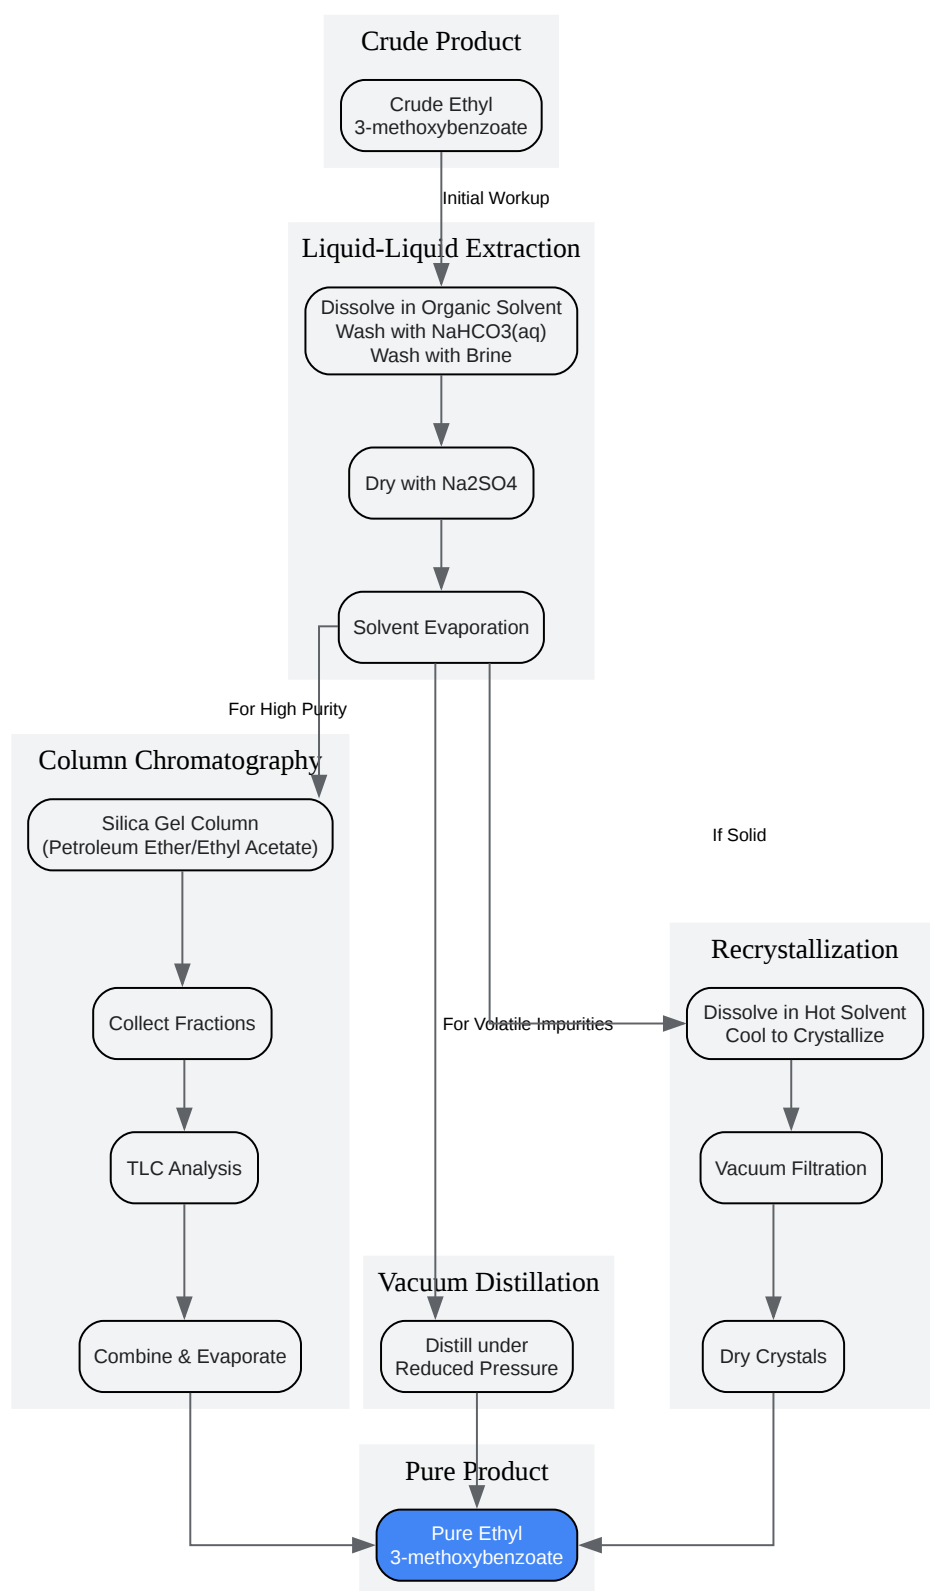 Crude Product
Crude Ethyl
3-methoxybenzoate
Initial Workup
Liquid-Liquid Extraction
Dissolve in Organic Solvent
Wash with NaHCO3(aq)
Wash with Brine
Dry with Na2SO4
Solvent Evaporation
For High Purity
Column Chromatography
Silica Gel Column
(Petroleum Ether/Ethyl Acetate)
If Solid
Recrystallization
Collect Fractions
For Volatile Impurities
Dissolve in Hot Solvent
Cool to Crystallize
TLC Analysis
Vacuum Filtration
Vacuum Distillation
Combine & Evaporate
Distill under
Reduced Pressure
Dry Crystals
Pure Product
Pure Ethyl
3-methoxybenzoate